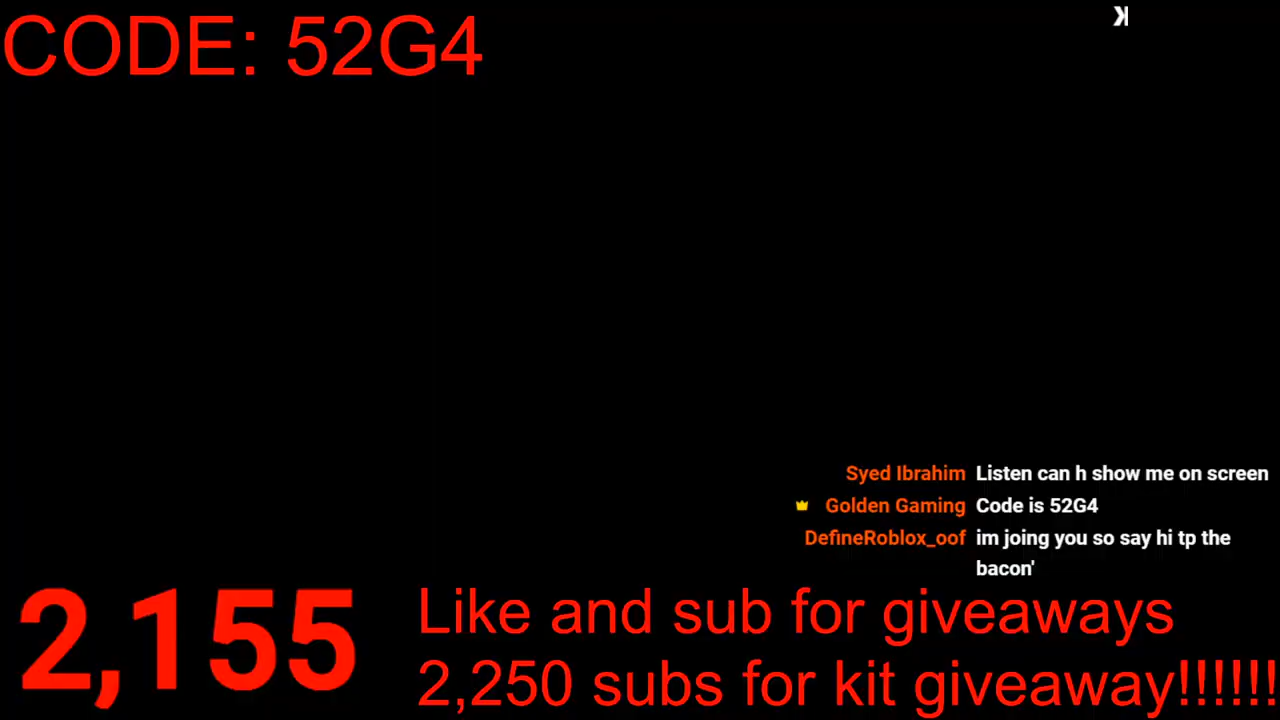 CODE: 52G4
Syed Ibrahim Listen can h show me on screen
Golden Gaming Code is 52G4
DefineRoblox_oof im joing you so say hi tp the
bacon'
2,155
Like and sub for giveaways
2,250 subs for kit giveaway!!!!!!